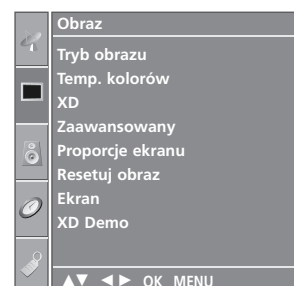 Obraz
Tryb obrazu
Temp. kolorów
XD
Zaawansowany
Proporcje ekranu
Resetuj obraz
Ekran
XD Demo
▲▼ ◄► OK MENU